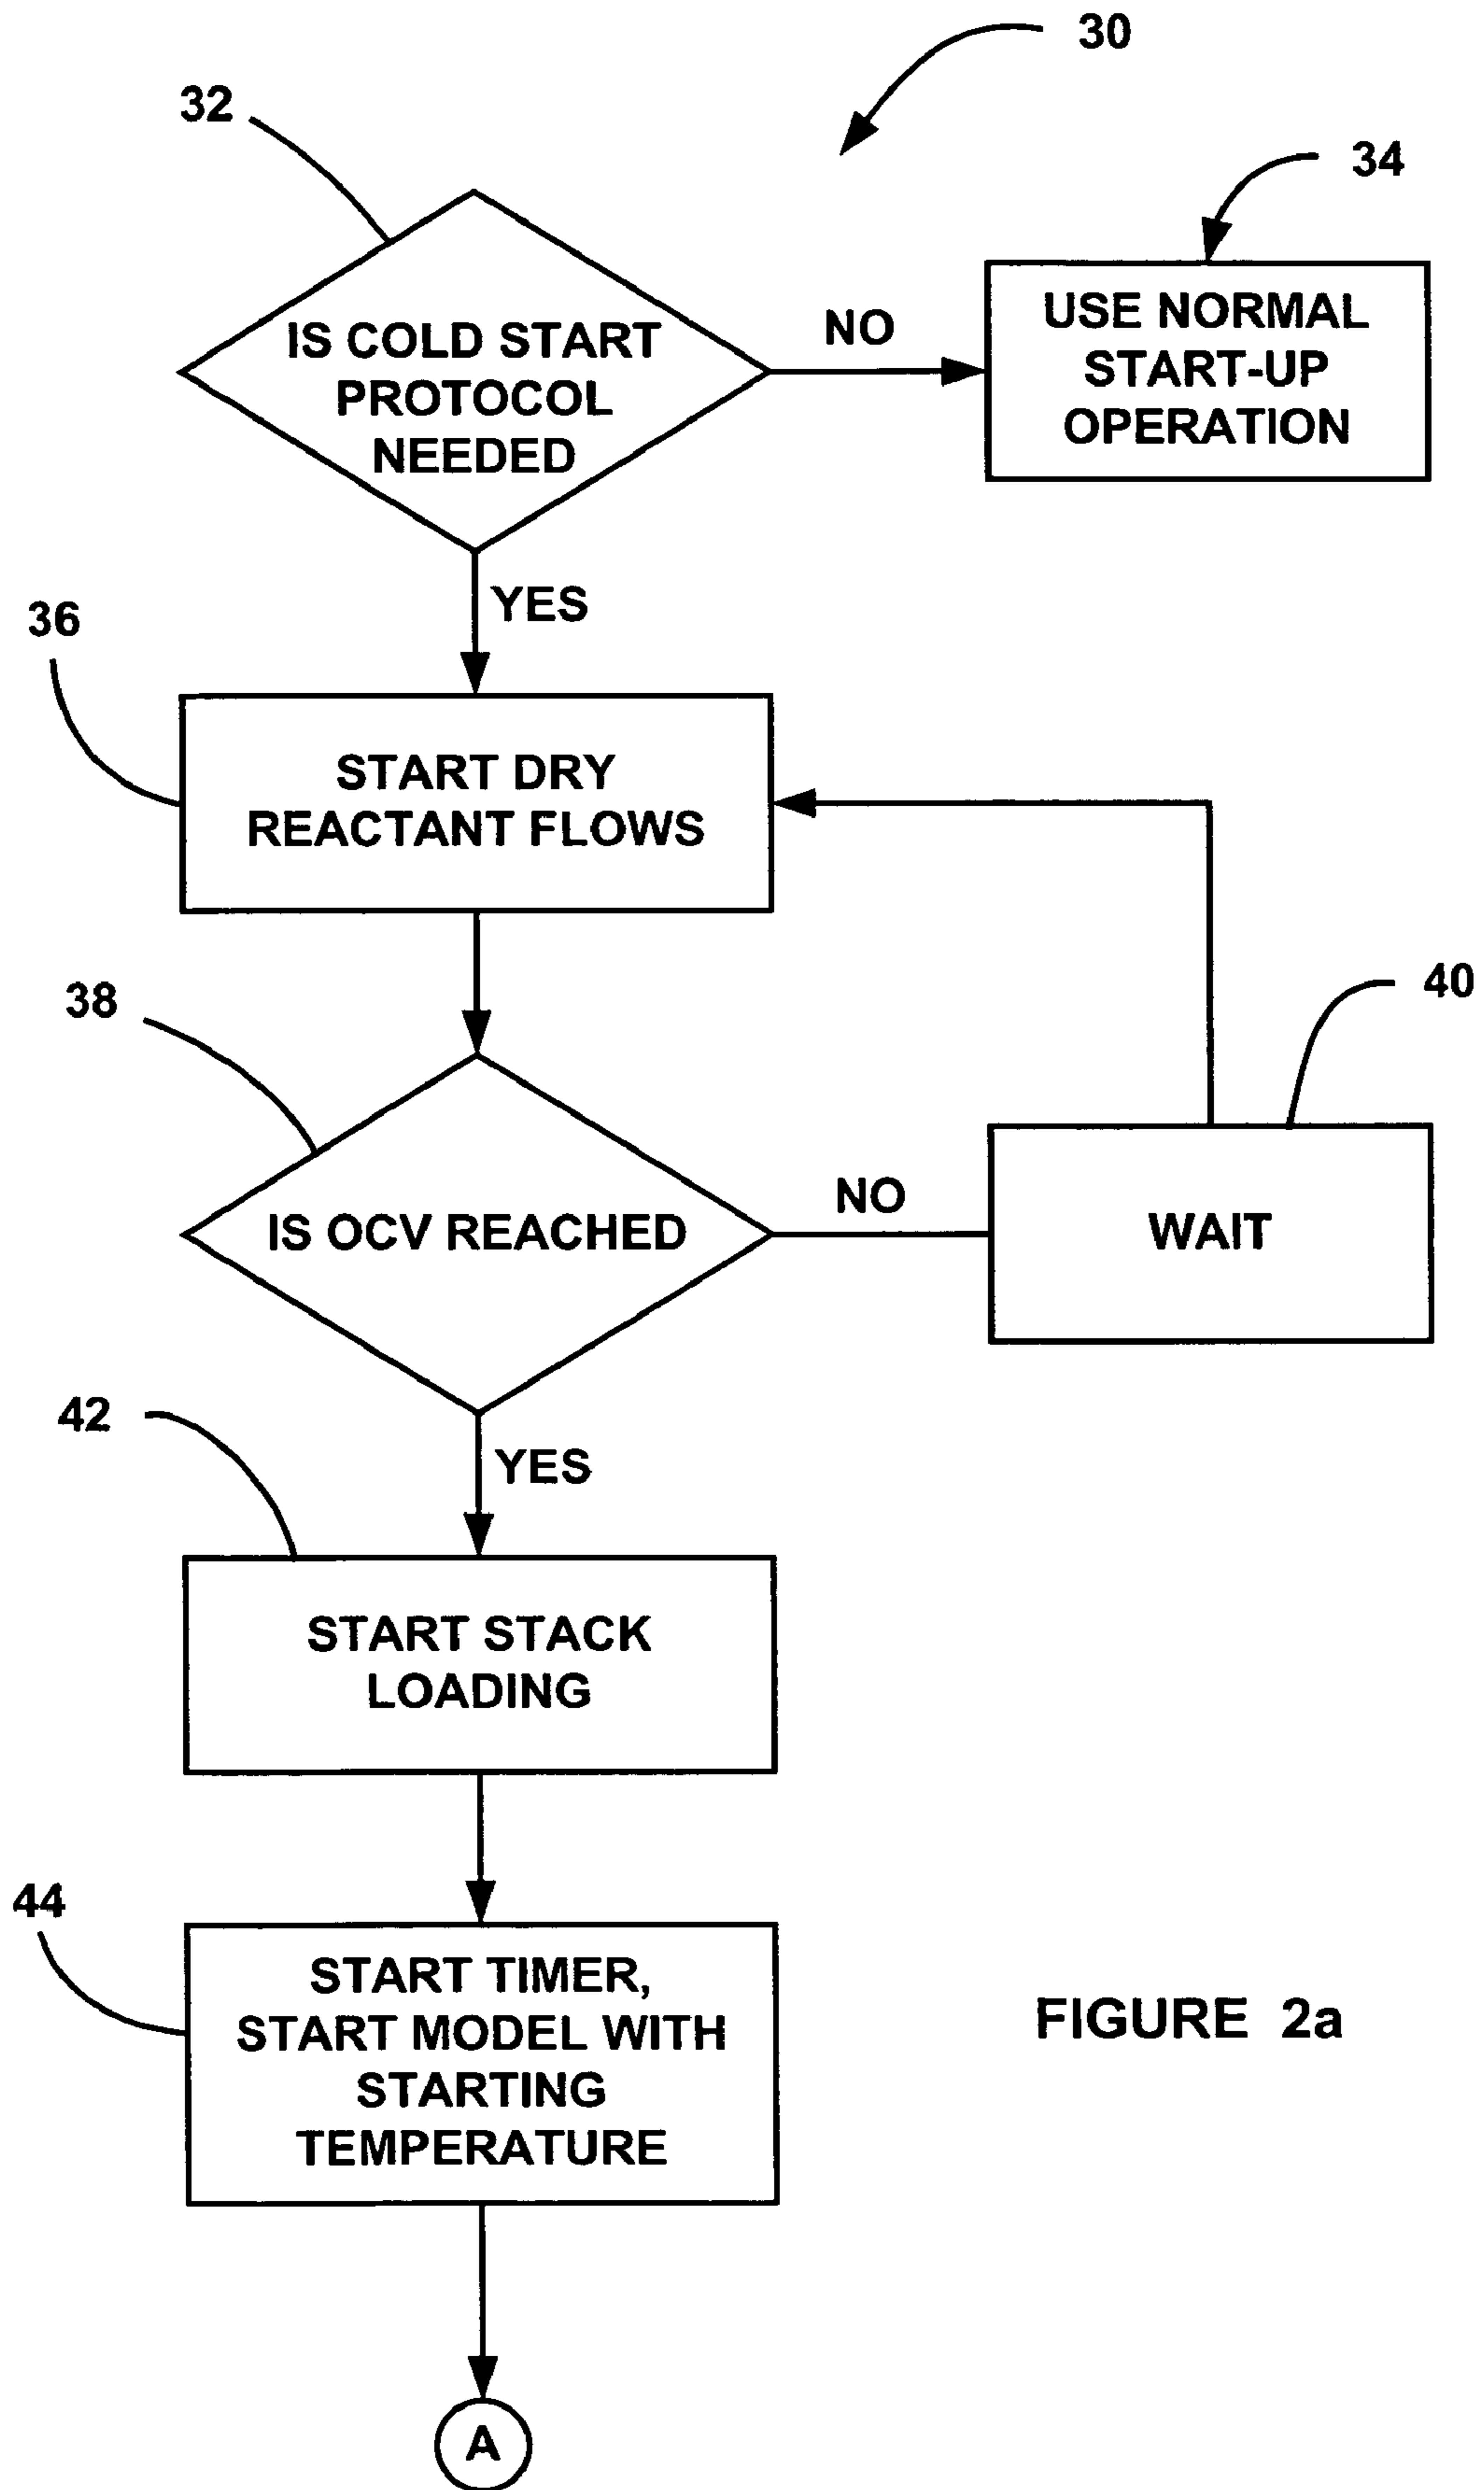 30
32
34
IS COLD START
PROTOCOL
NEEDED
NO
USE NORMAL
START-UP
OPERATION
YES
36
START DRY
REACTANT FLOWS
38
40
IS OCV REACHED
NO
WAIT
42
YES
START STACK
LOADING
44
START TIMER,
START MODEL WITH
STARTING
TEMPERATURE
FIGURE 2a
A